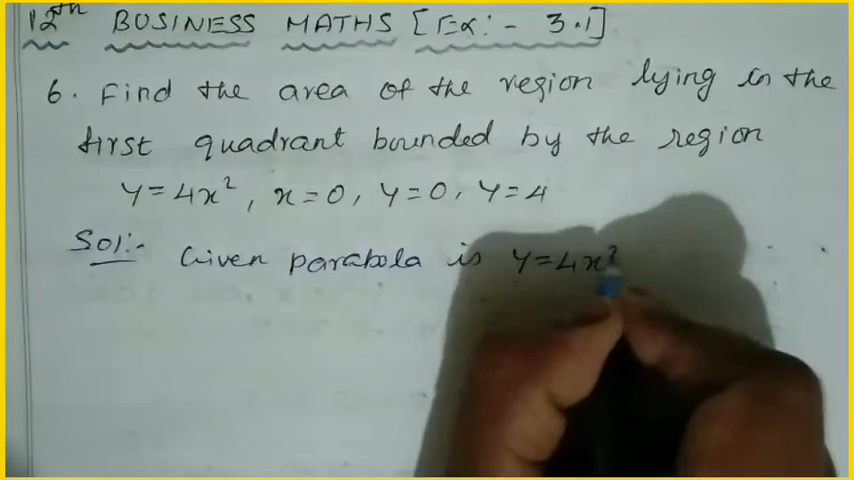 12th BUSINESS MATHS [Ex:- 3.1]
6. Find the area of the region lying in the
first quadrant bounded by the region
y=4x², x=0, y=0, y=4
Sol:- Given parabola is y=4x²